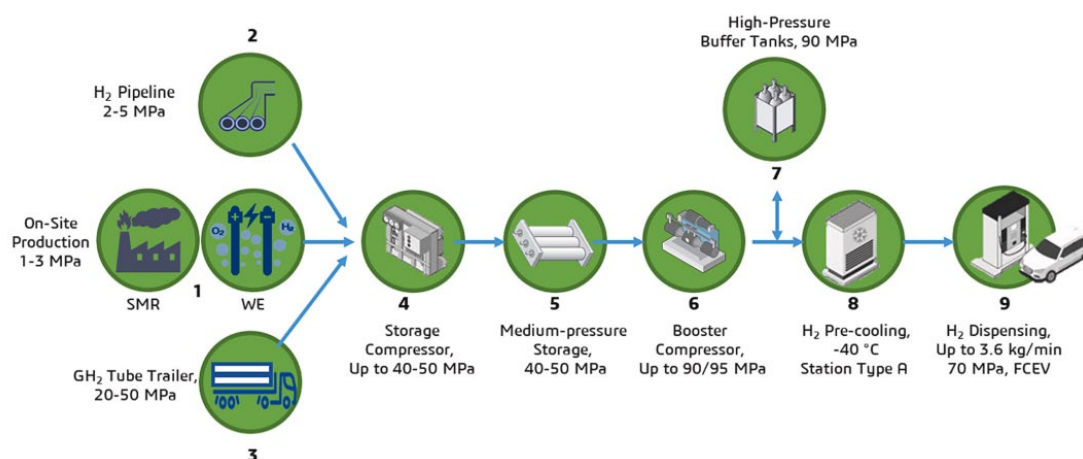 2
H₂ Pipeline
2-5 MPa
High-Pressure
Buffer Tanks, 90 MPa
7
On-Site
Production
1-3 MPa
O₂
H₂
SMR
1
WE
4
Storage
Compressor,
Up to 40-50 MPa
5
Medium-pressure
Storage,
40-50 MPa
6
Booster
Compressor,
Up to 90/95 MPa
8
H₂ Pre-cooling,
-40 °C
Station Type A
9
H₂ Dispensing,
Up to 3.6 kg/min
70 MPa, FCEV
GH₂ Tube Trailer,
20-50 MPa
3